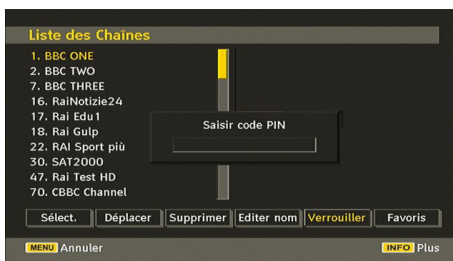 Liste des Chaînes
1. BBC ONE
2. BBC TWO
7. BBC THREE
16. RaiNotizie24
17. Rai Edu1
18. Rai Gulp
22. RAI Sport più
30. SAT2000
47. Rai Test HD
70. CBBC Channel
Saisir code PIN
Sélect. Déplacer Supprimer Editer nom Verrouiller Favoris
MENU Annuler INFO Plus